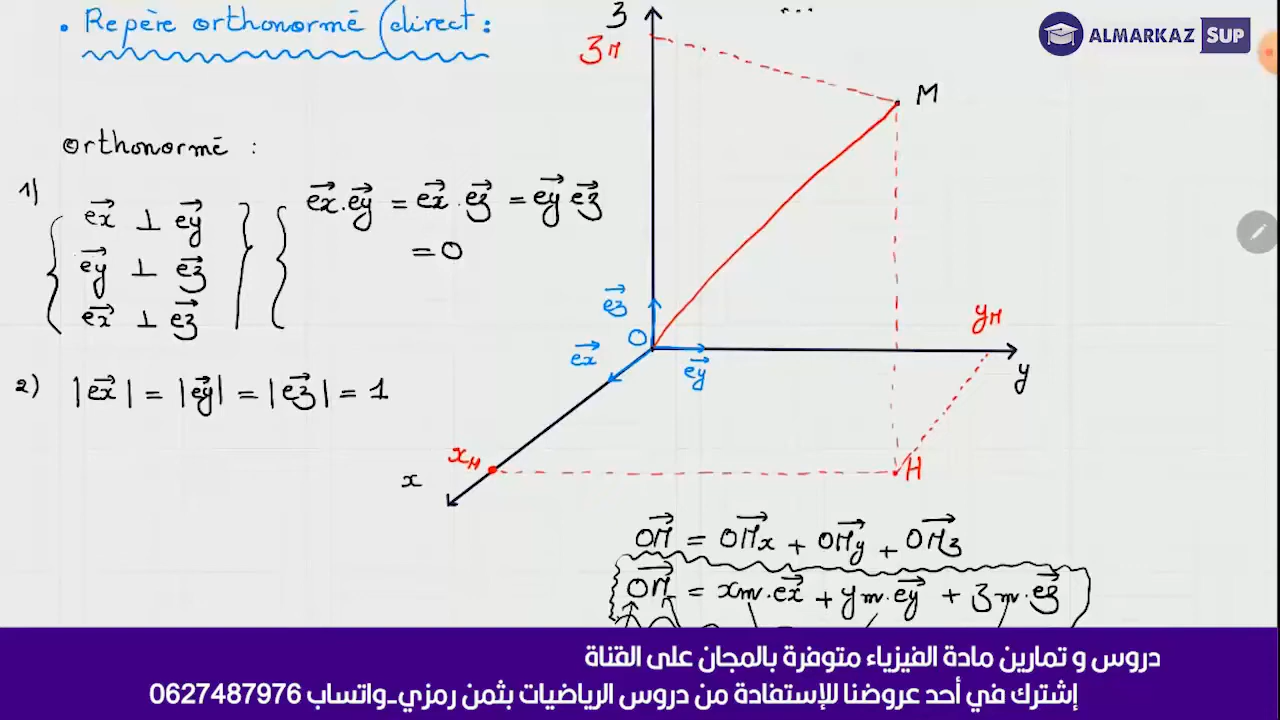 • Repère orthonormé (direct :
...
ALMARKAZ SUP
orthonormé :
1)
ex ⊥ ey
ey ⊥ ez
ex ⊥ ez
ex.ey = ex.ez = ey ez
= 0
2) |ex| = |ey| = |ez| = 1
z
zM
M
ez
O
ex
ey
yM
y
xM
x
H
OM = OMx + OMy + OMz
OM = xm.ex + ym.ey + zm.ez
دروس و تمارين مادة الفيزياء متوفرة بالمجان على القناة
إشترك في أحد عروضنا للإستفادة من دروس الرياضيات بثمن رمزي-واتساب 0627487976